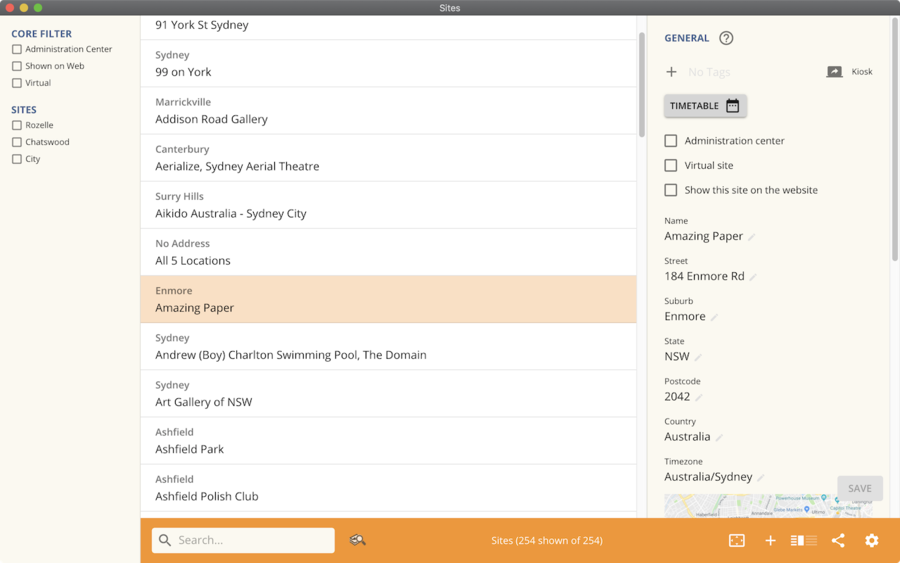 Sites
CORE FILTER
Administration Center
Shown on Web
Virtual
SITES
Rozelle
Chatswood
City
91 York St Sydney
Sydney
99 on York
Marrickville
Addison Road Gallery
Canterbury
Aerialize, Sydney Aerial Theatre
Surry Hills
Aikido Australia - Sydney City
No Address
All 5 Locations
Enmore
Amazing Paper
Sydney
Andrew (Boy) Charlton Swimming Pool, The Domain
Sydney
Art Gallery of NSW
Ashfield
Ashfield Park
Ashfield
Ashfield Polish Club
Search...
Sites (254 shown of 254)
GENERAL
No Tags
Kiosk
TIMETABLE
Administration center
Virtual site
Show this site on the website
Name
Amazing Paper
Street
184 Enmore Rd
Suburb
Enmore
State
NSW
Postcode
2042
Country
Australia
Timezone
Australia/Sydney
SAVE
Powerhouse Museum